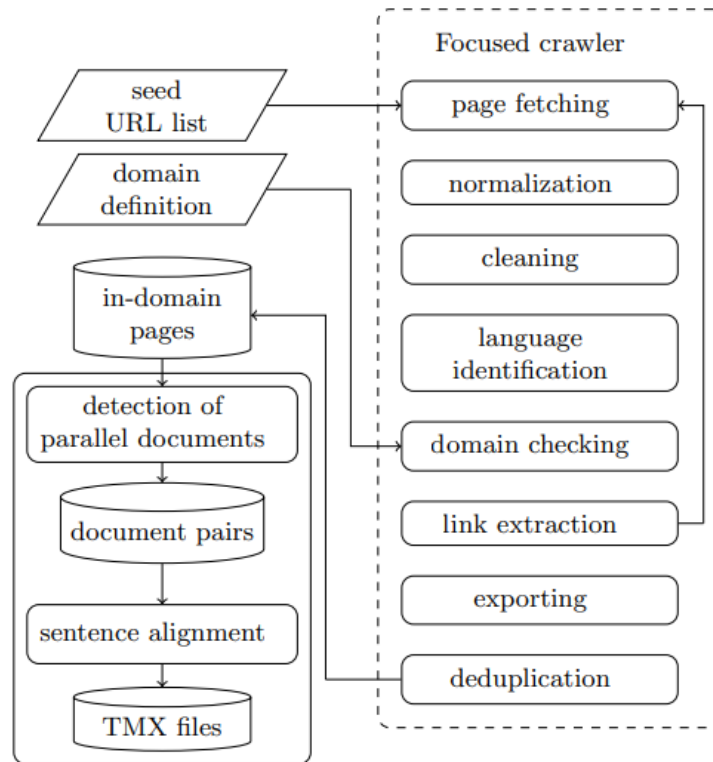 seed
URL list
domain
definition
in-domain
pages
detection of
parallel documents
document pairs
sentence alignment
TMX files
Focused crawler
page fetching
normalization
cleaning
language
identification
domain checking
link extraction
exporting
deduplication